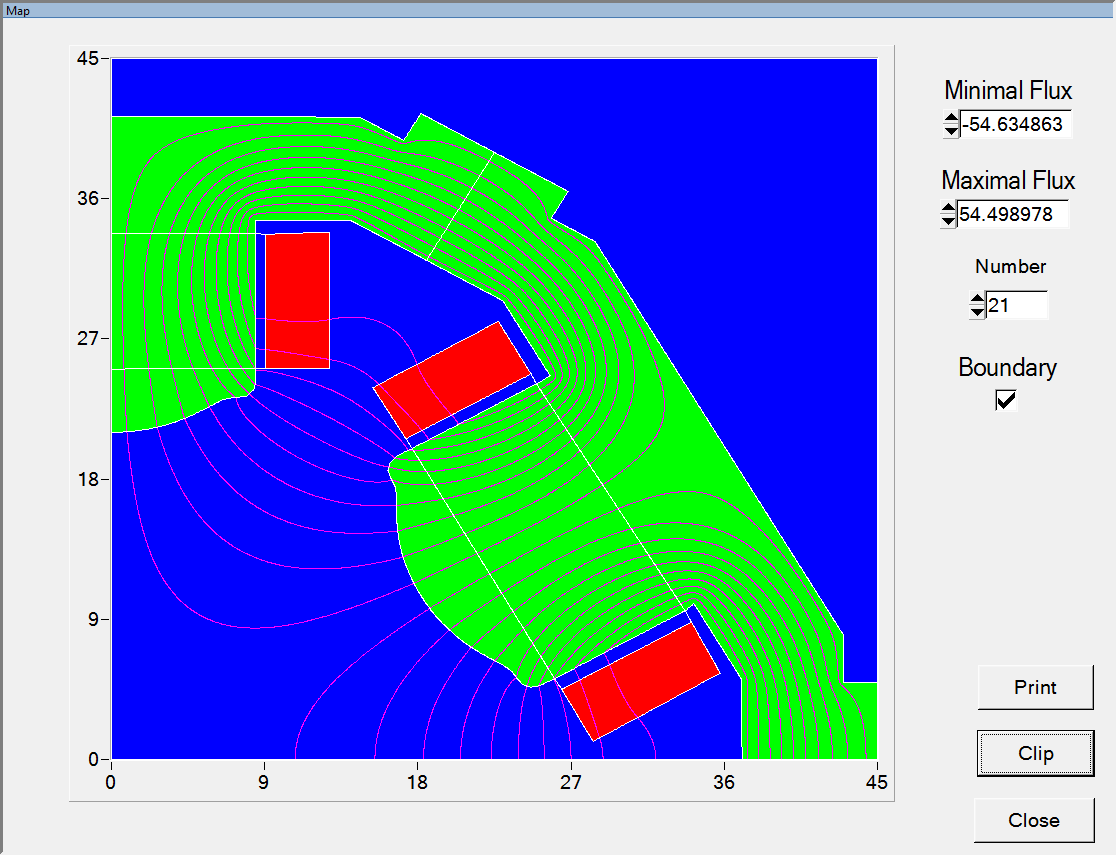 Map
45
36
27
18
9
0
0 9 18 27 36 45
Minimal Flux
-54.634863
Maximal Flux
54.498978
Number
21
Boundary
Print
Clip
Close